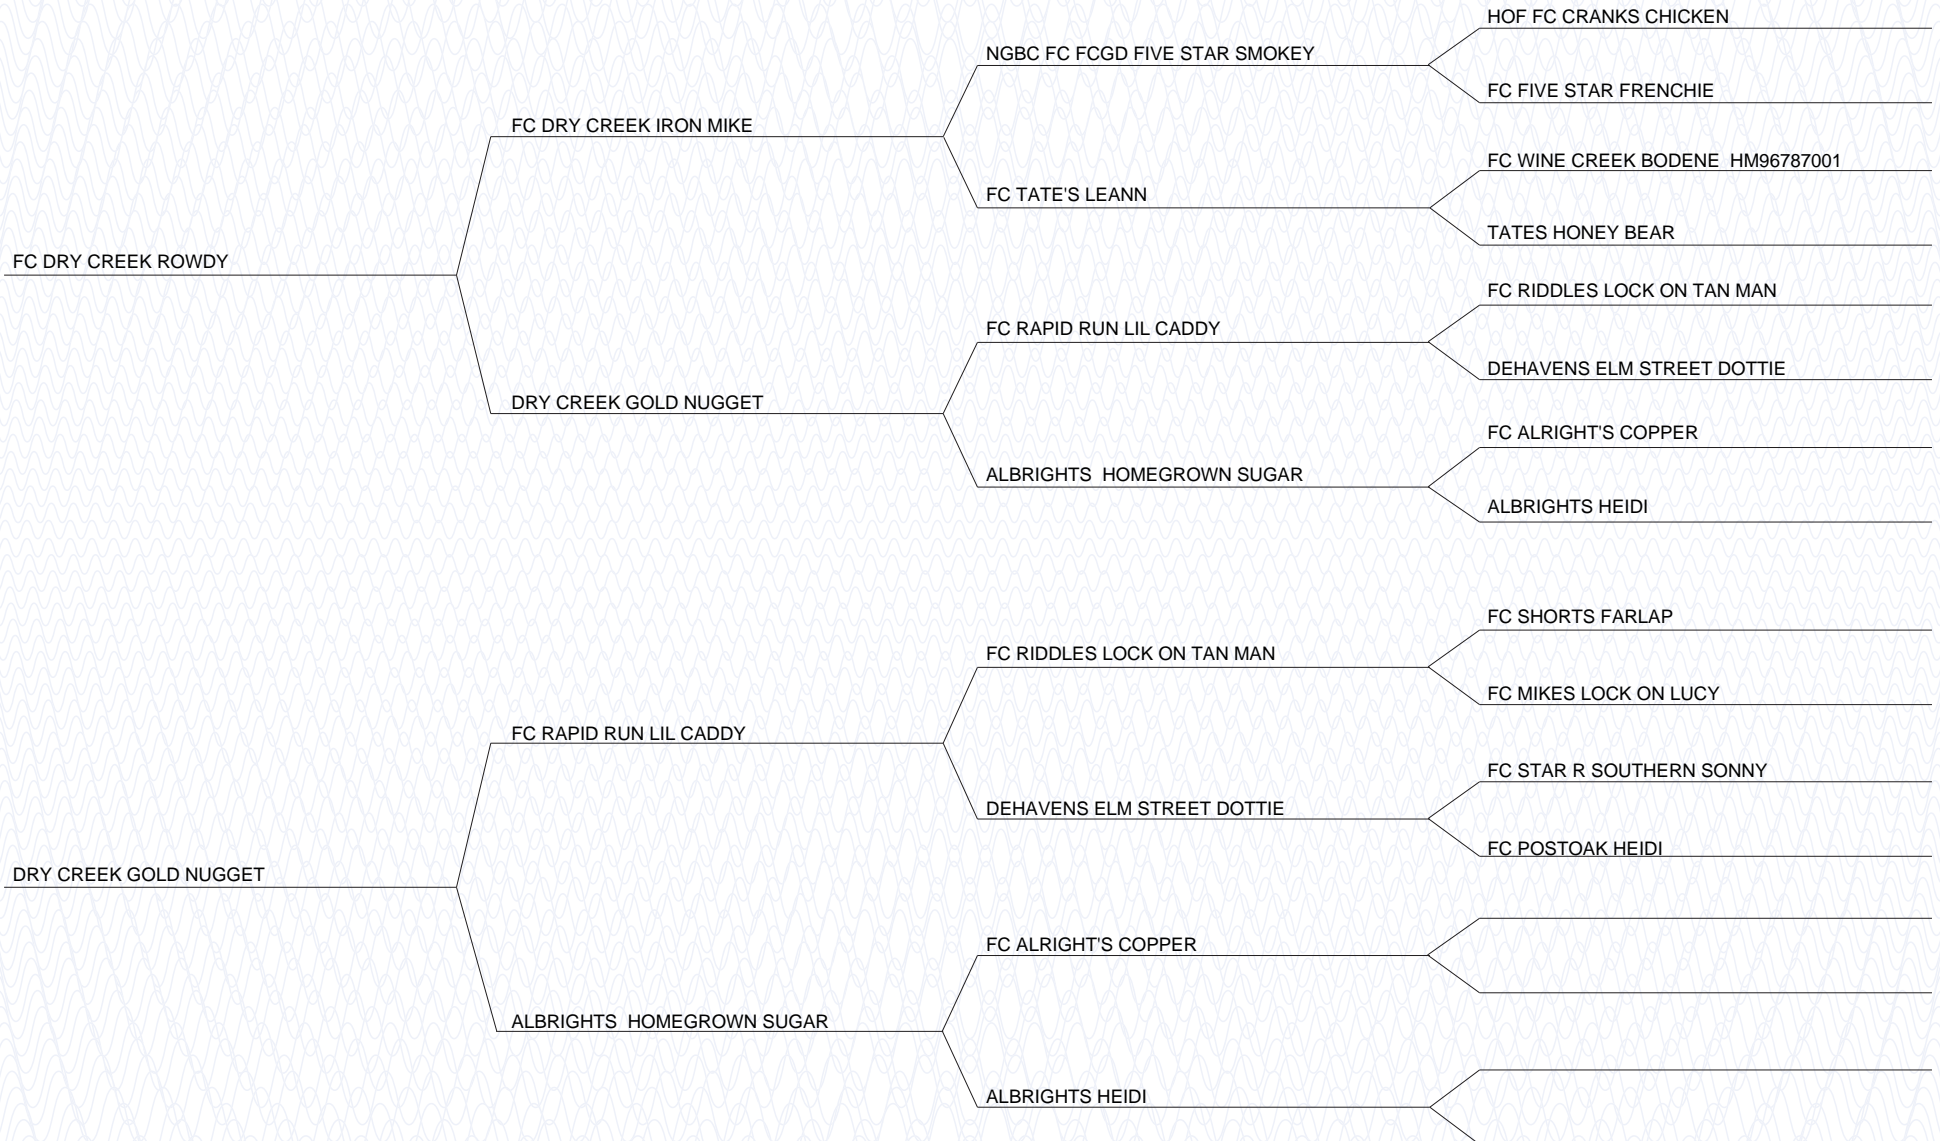 HOF FC CRANKS CHICKEN
NGBC FC FCGD FIVE STAR SMOKEY
FC FIVE STAR FRENCHIE
FC DRY CREEK IRON MIKE
FC WINE CREEK BODENE  HM96787001
FC TATE'S LEANN
TATES HONEY BEAR
FC DRY CREEK ROWDY
FC RIDDLES LOCK ON TAN MAN
FC RAPID RUN LIL CADDY
DEHAVENS ELM STREET DOTTIE
DRY CREEK GOLD NUGGET
FC ALRIGHT'S COPPER
ALBRIGHTS  HOMEGROWN SUGAR
ALBRIGHTS HEIDI
FC SHORTS FARLAP
FC RIDDLES LOCK ON TAN MAN
FC MIKES LOCK ON LUCY
FC RAPID RUN LIL CADDY
FC STAR R SOUTHERN SONNY
DEHAVENS ELM STREET DOTTIE
FC POSTOAK HEIDI
DRY CREEK GOLD NUGGET
FC ALRIGHT'S COPPER
ALBRIGHTS  HOMEGROWN SUGAR
ALBRIGHTS HEIDI